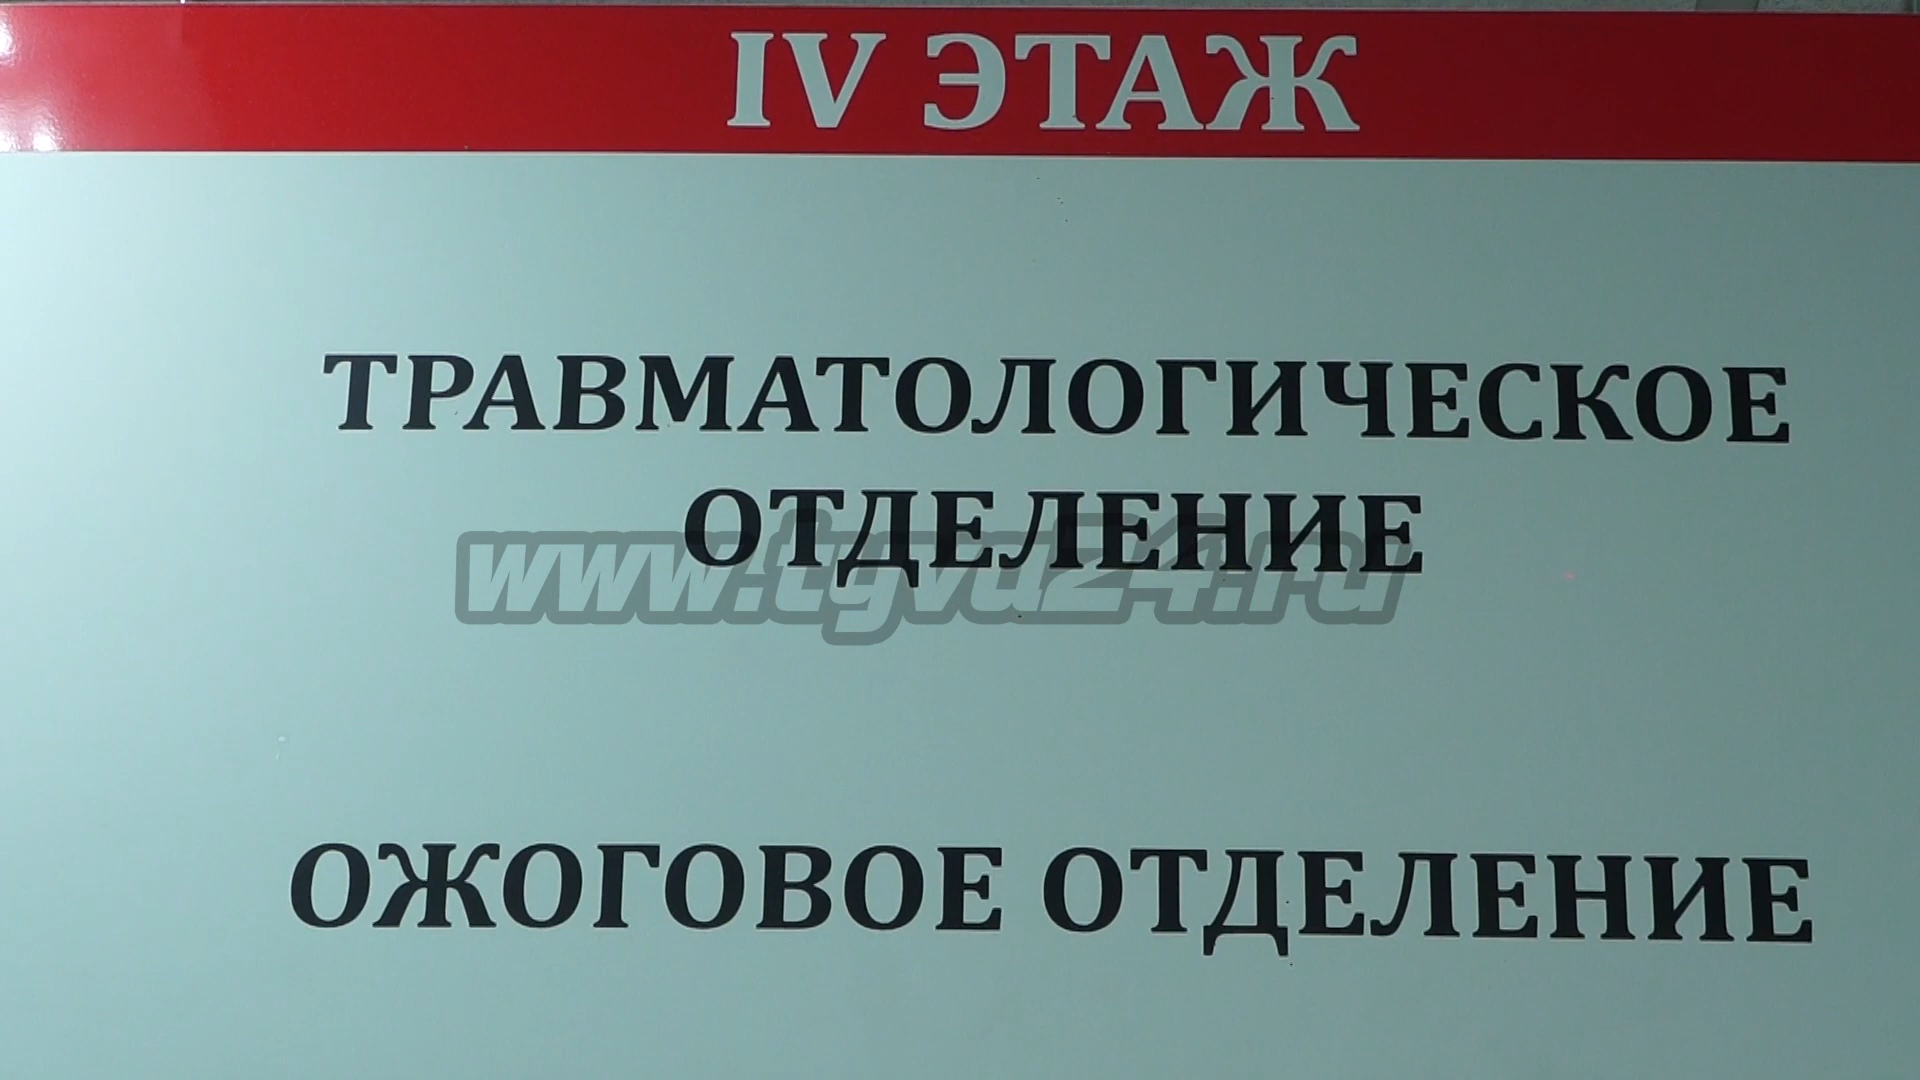 IV ЭТАЖ
ТРАВМАТОЛОГИЧЕСКОЕ
ОТДЕЛЕНИЕ
www.tgvu24.ru
ОЖОГОВОЕ ОТДЕЛЕНИЕ